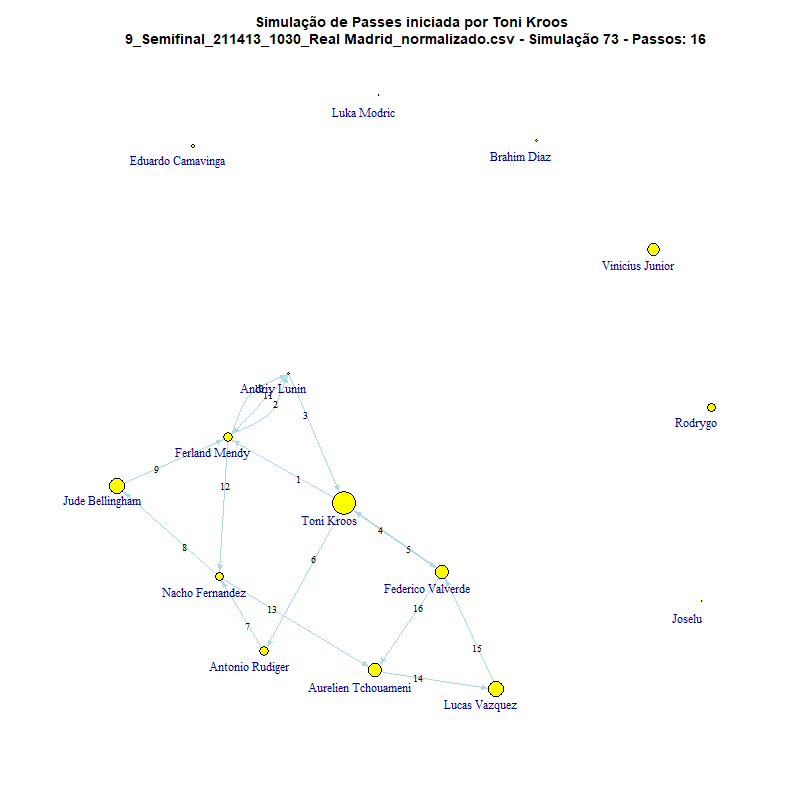 Simulação de Passes iniciada por Toni Kroos
9_Semifinal_211413_1030_Real Madrid_normalizado.csv - Simulação 73 - Passos: 16
Luka Modric
Eduardo Camavinga
Brahim Diaz
Vinicius Junior
Andriy Lunin
11
2
3
Rodrygo
Ferland Mendy
9
12
1
Jude Bellingham
Toni Kroos
4
8
5
6
Nacho Fernandez
Federico Valverde
13
16
Joselu
7
15
Antonio Rudiger
14
Aurelien Tchouameni
Lucas Vazquez